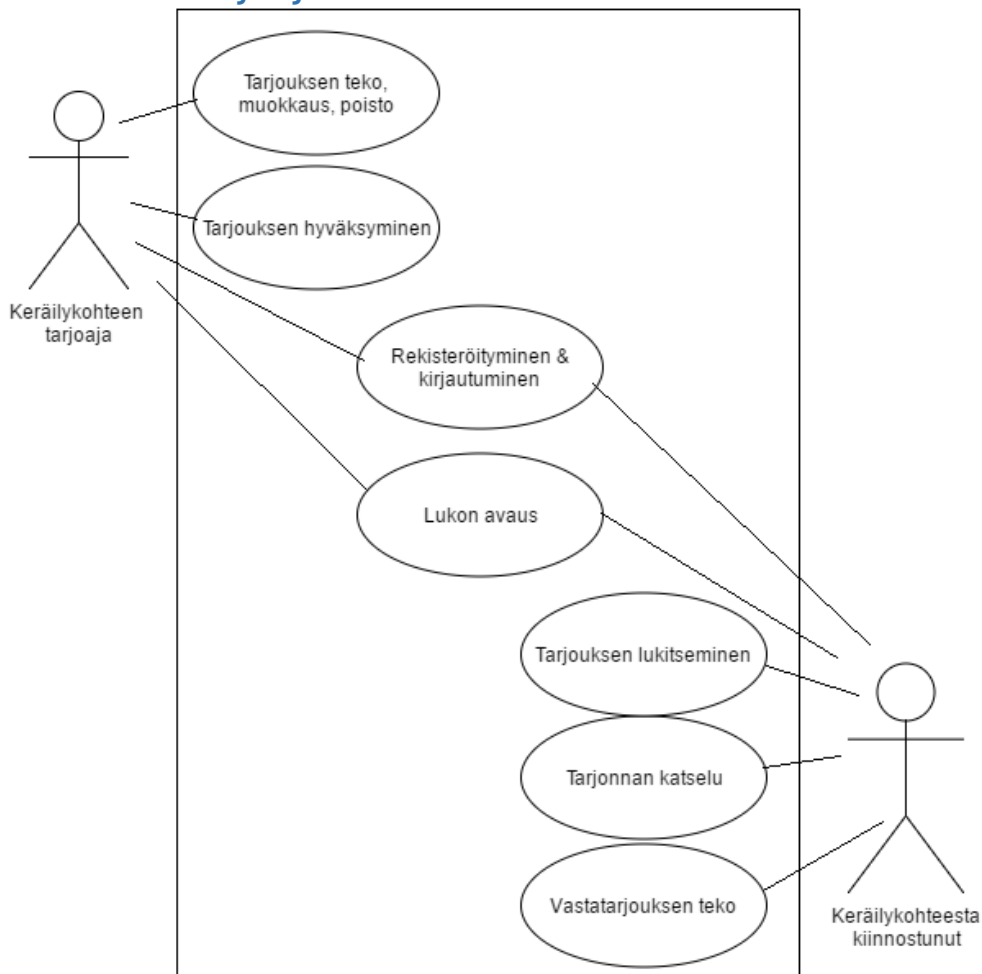 Tarjouksen teko,
muokkaus, poisto
Tarjouksen hyväksyminen
Keräilykohteen
tarjoaja
Rekisteröityminen &
kirjautuminen
Lukon avaus
Tarjouksen lukitseminen
Tarjonnan katselu
Vastatarjouksen teko
Keräilykohteesta
kiinnostunut